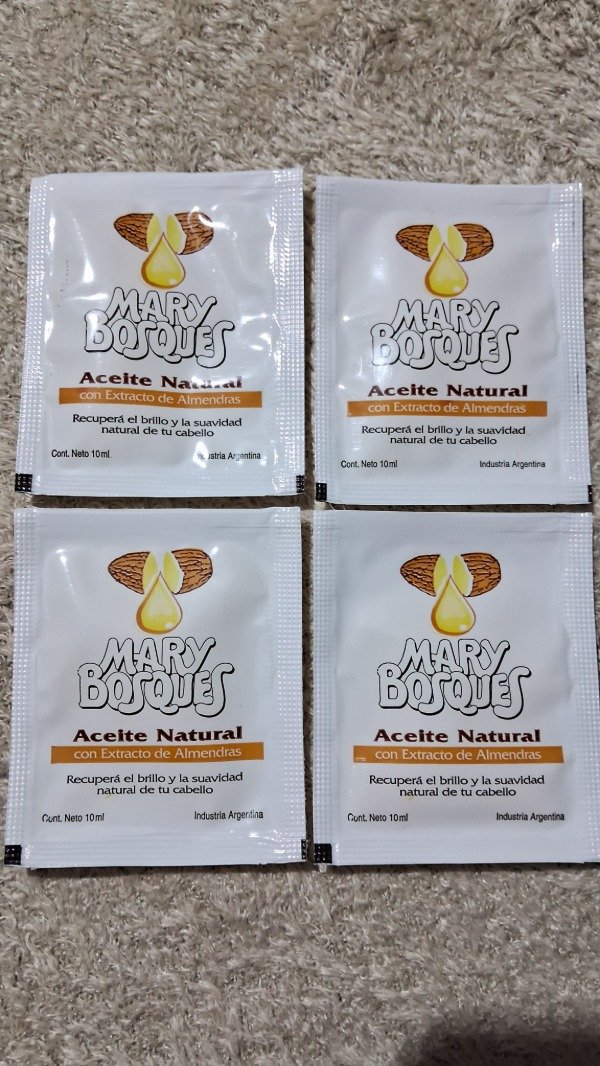 MARY
BOSQUES
Aceite Natural
con Extracto de Almendras
Recuperá el brillo y la suavidad
natural de tu cabello
Cont. Neto 10ml
Industria Argentina
MARY
BOSQUES
Aceite Natural
con Extracto de Almendras
Recuperá el brillo y la suavidad
natural de tu cabello
Cont. Neto 10ml
Industria Argentina
MARY
BOSQUES
Aceite Natural
con Extracto de Almendras
Recuperá el brillo y la suavidad
natural de tu cabello
Cont. Neto 10ml
Industria Argentina
MARY
BOSQUES
Aceite Natural
con Extracto de Almendras
Recuperá el brillo y la suavidad
natural de tu cabello
Cont. Neto 10ml
Industria Argentina